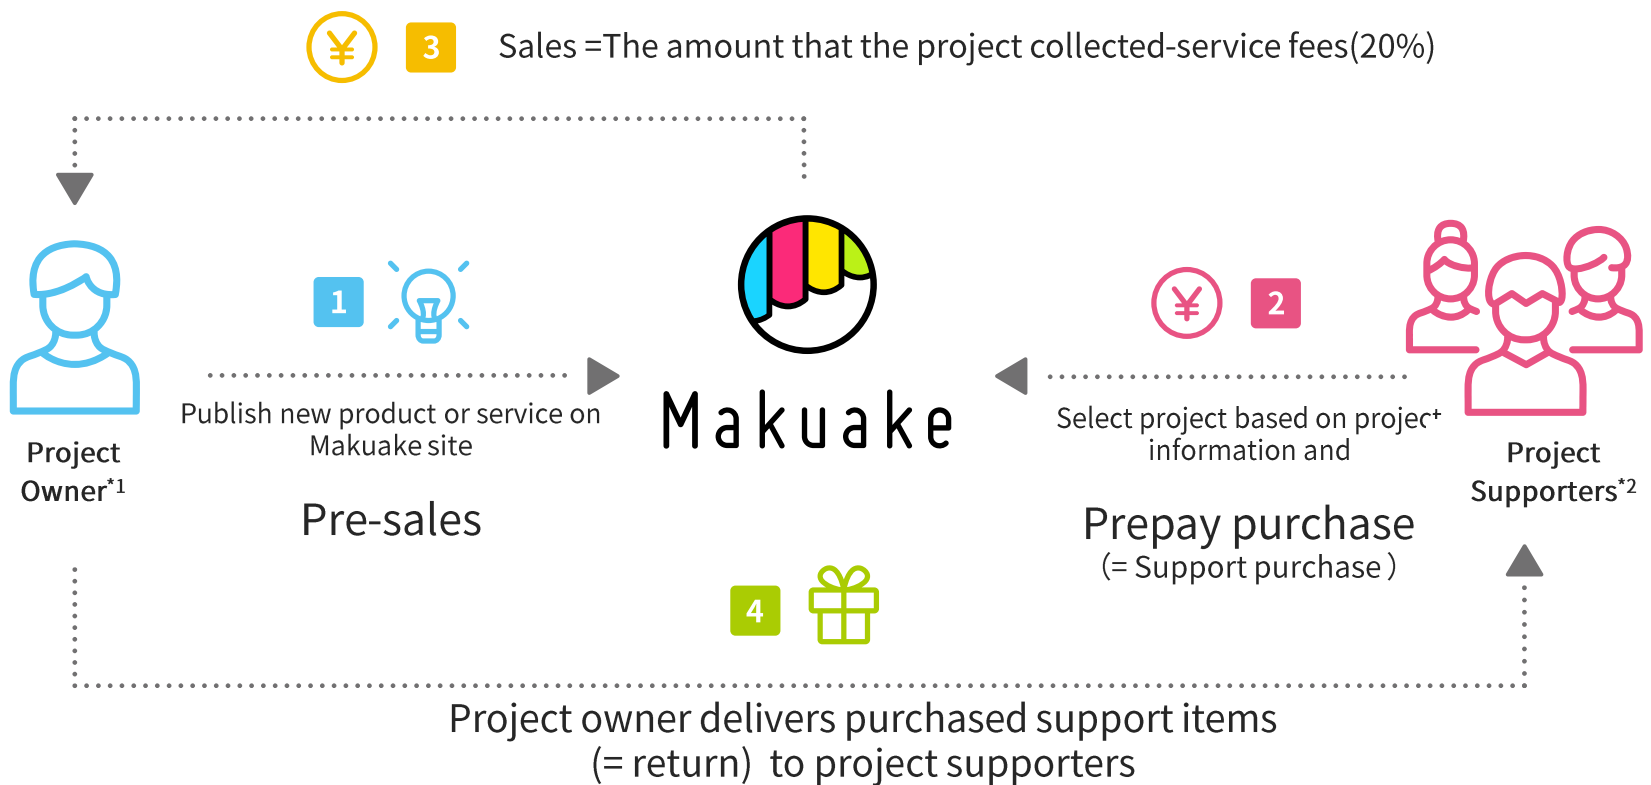 3 Sales =The amount that the project collected-service fees(20%)
1
2
Publish new product or service on
Makuake site
Pre-sales
Makuake
Select project based on project
information and
Prepay purchase
(= Support purchase )
Project
Owner*1
Project
Supporters*2
4
Project owner delivers purchased support items
(= return) to project supporters